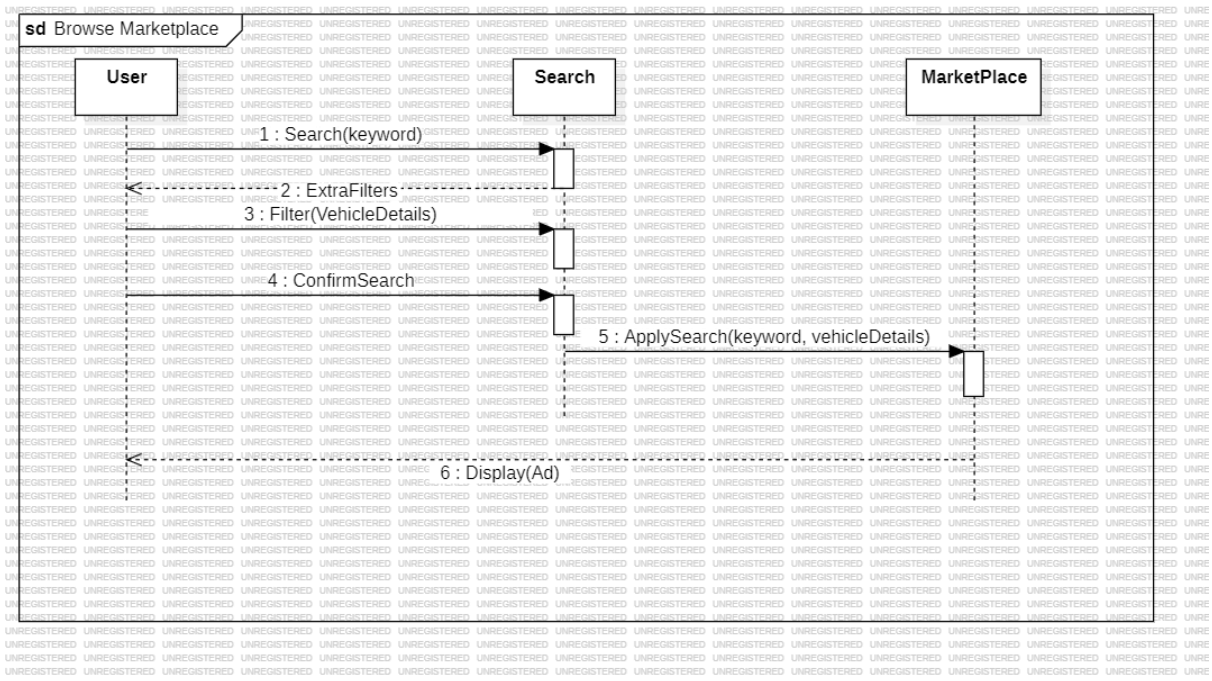 sd Browse Marketplace
User
Search
MarketPlace
1 : Search(keyword)
2 : ExtraFilters
3 : Filter(VehicleDetails)
4 : ConfirmSearch
5 : ApplySearch(keyword, vehicleDetails)
6 : Display(Ad)
UNREGISTERED